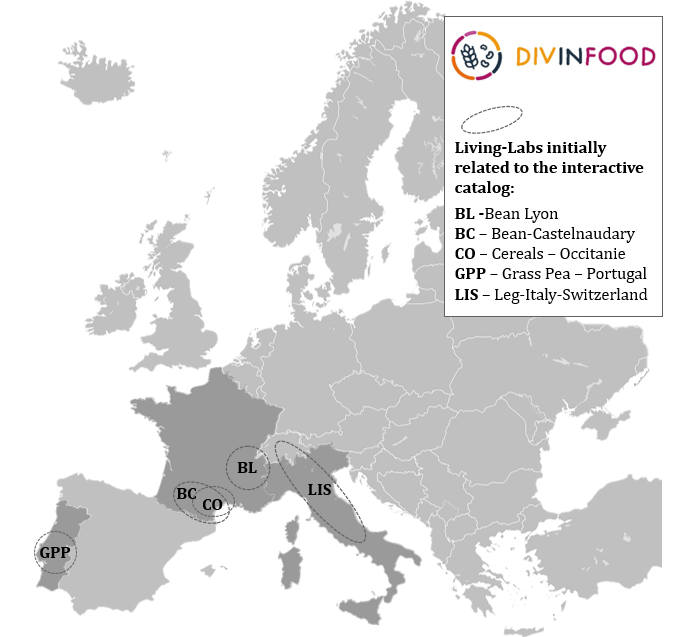 DIVINFOOD
Living-Labs initially
related to the interactive
catalog:
BL -Bean Lyon
BC – Bean-Castelnaudary
CO – Cereals – Occitanie
GPP – Grass Pea – Portugal
LIS – Leg-Italy-Switzerland
BL
BC
CO
LIS
GPP